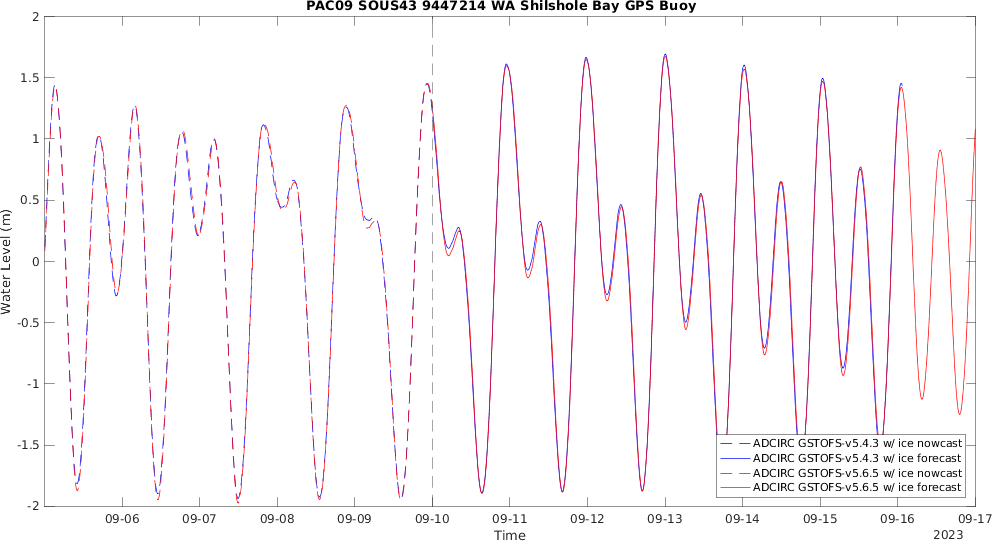 PAC09 SOUS43 9447214 WA Shilshole Bay GPS Buoy
Water Level (m)
2
1.5
1
0.5
0
-0.5
-1
-1.5
-2
ADCIRC GSTOFS-v5.4.3 w/ ice nowcast
ADCIRC GSTOFS-v5.4.3 w/ ice forecast
ADCIRC GSTOFS-v5.6.5 w/ ice nowcast
ADCIRC GSTOFS-v5.6.5 w/ ice forecast
09-06 09-07 09-08 09-09 09-10 09-11 09-12 09-13 09-14 09-15 09-16 09-17
Time
2023